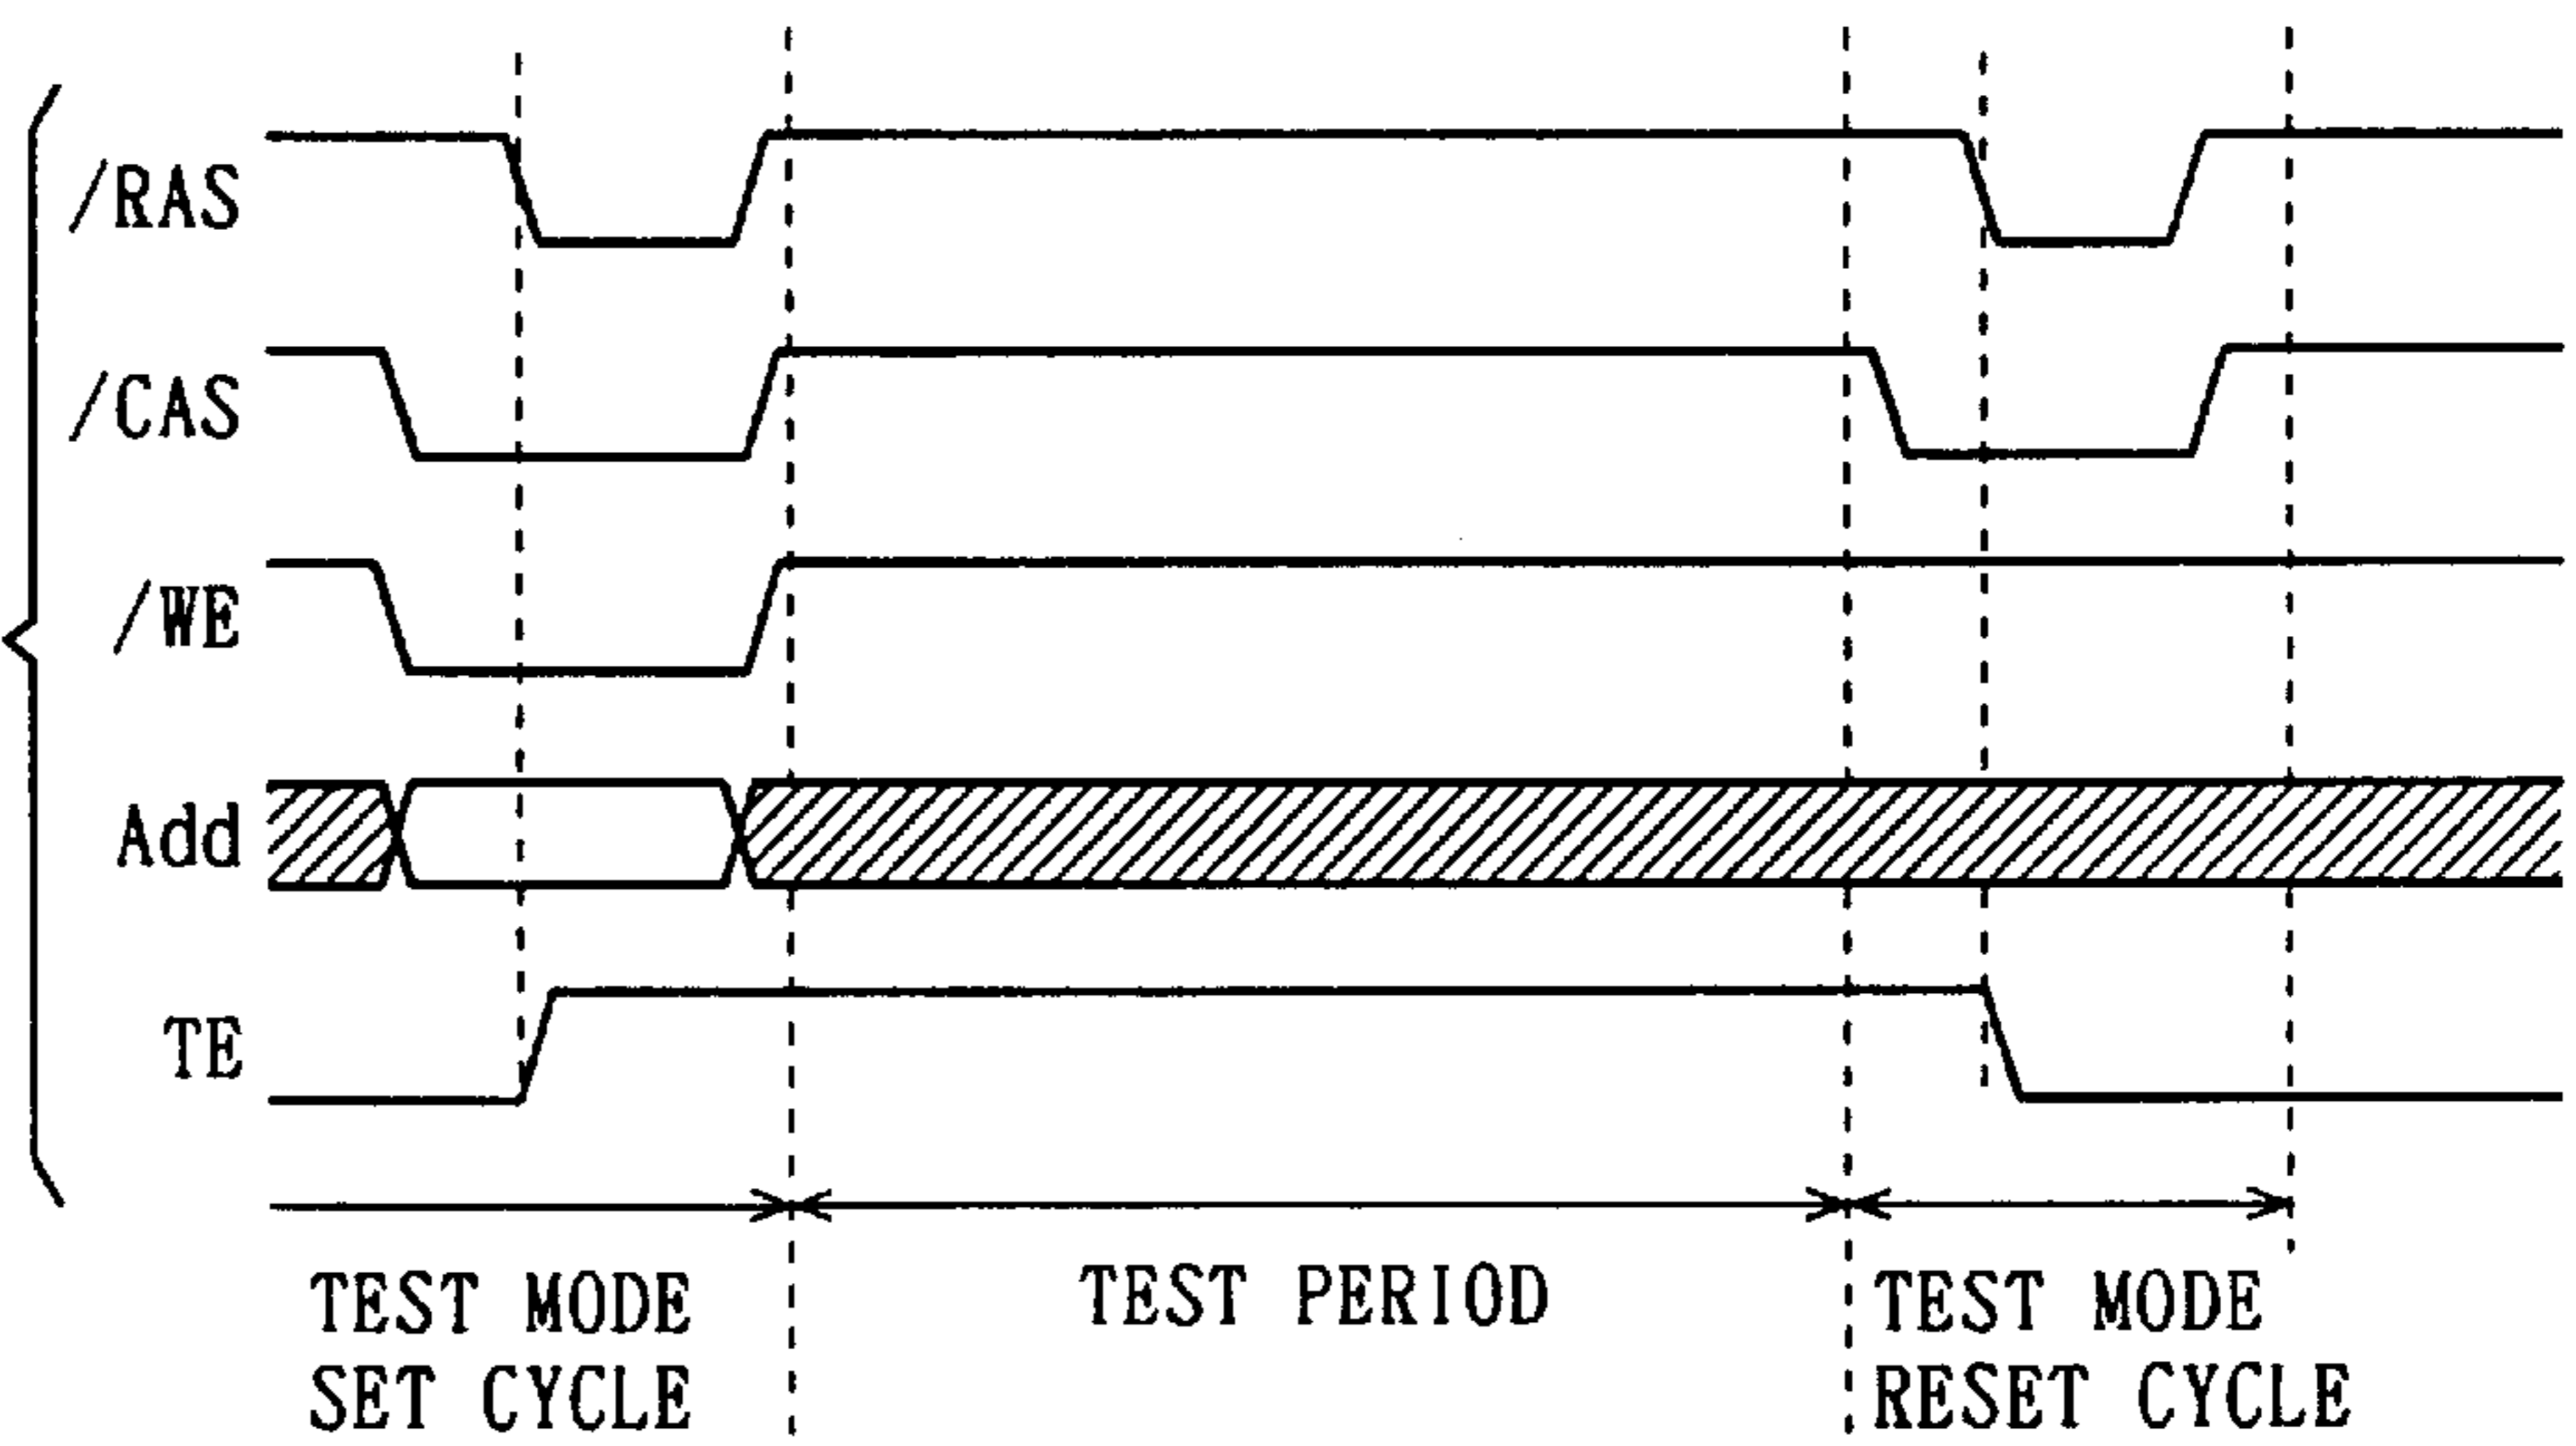 /RAS
/CAS
/WE
Add
TE
TEST MODE
SET CYCLE
TEST PERIOD
TEST MODE
RESET CYCLE